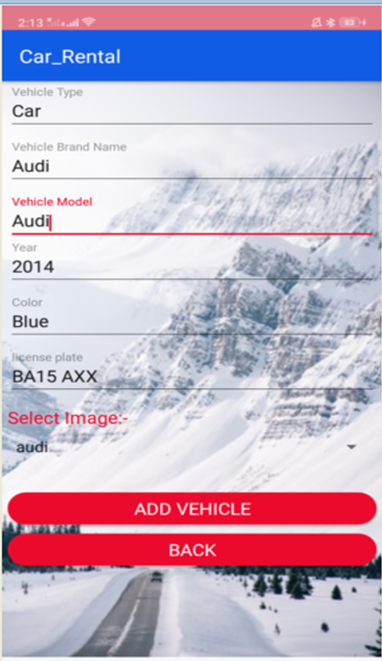 2:13
83
Car_Rental
Vehicle Type
Car
Vehicle Brand Name
Audi
Vehicle Model
Audi
Year
2014
Color
Blue
license plate
BA15 AXX
Select Image:-
audi
ADD VEHICLE
BACK